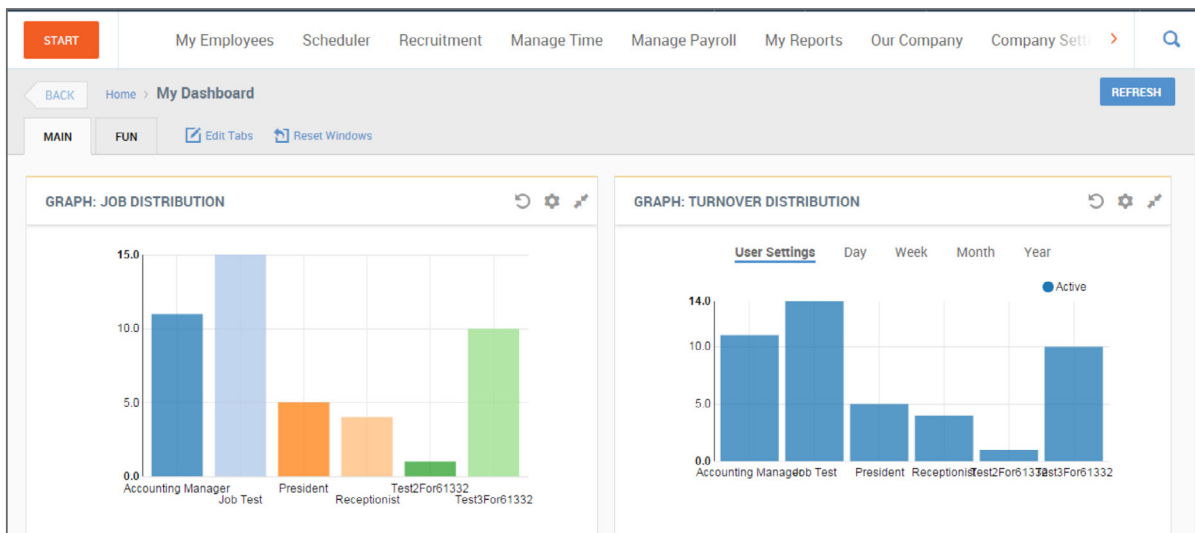 START My Employees Scheduler Recruitment Manage Time Manage Payroll My Reports Our Company Company Sett >
BACK Home > My Dashboard REFRESH
MAIN FUN Edit Tabs Reset Windows
GRAPH: JOB DISTRIBUTION
15.0
10.0
5.0
0.0
Accounting Manager President Test2For61332
Job Test Receptionist Test3For61332
GRAPH: TURNOVER DISTRIBUTION
User Settings Day Week Month Year
Active
14.0
10.0
5.0
0.0
Accounting Manager Job Test President Receptionist Test2For61332 Test3For61332